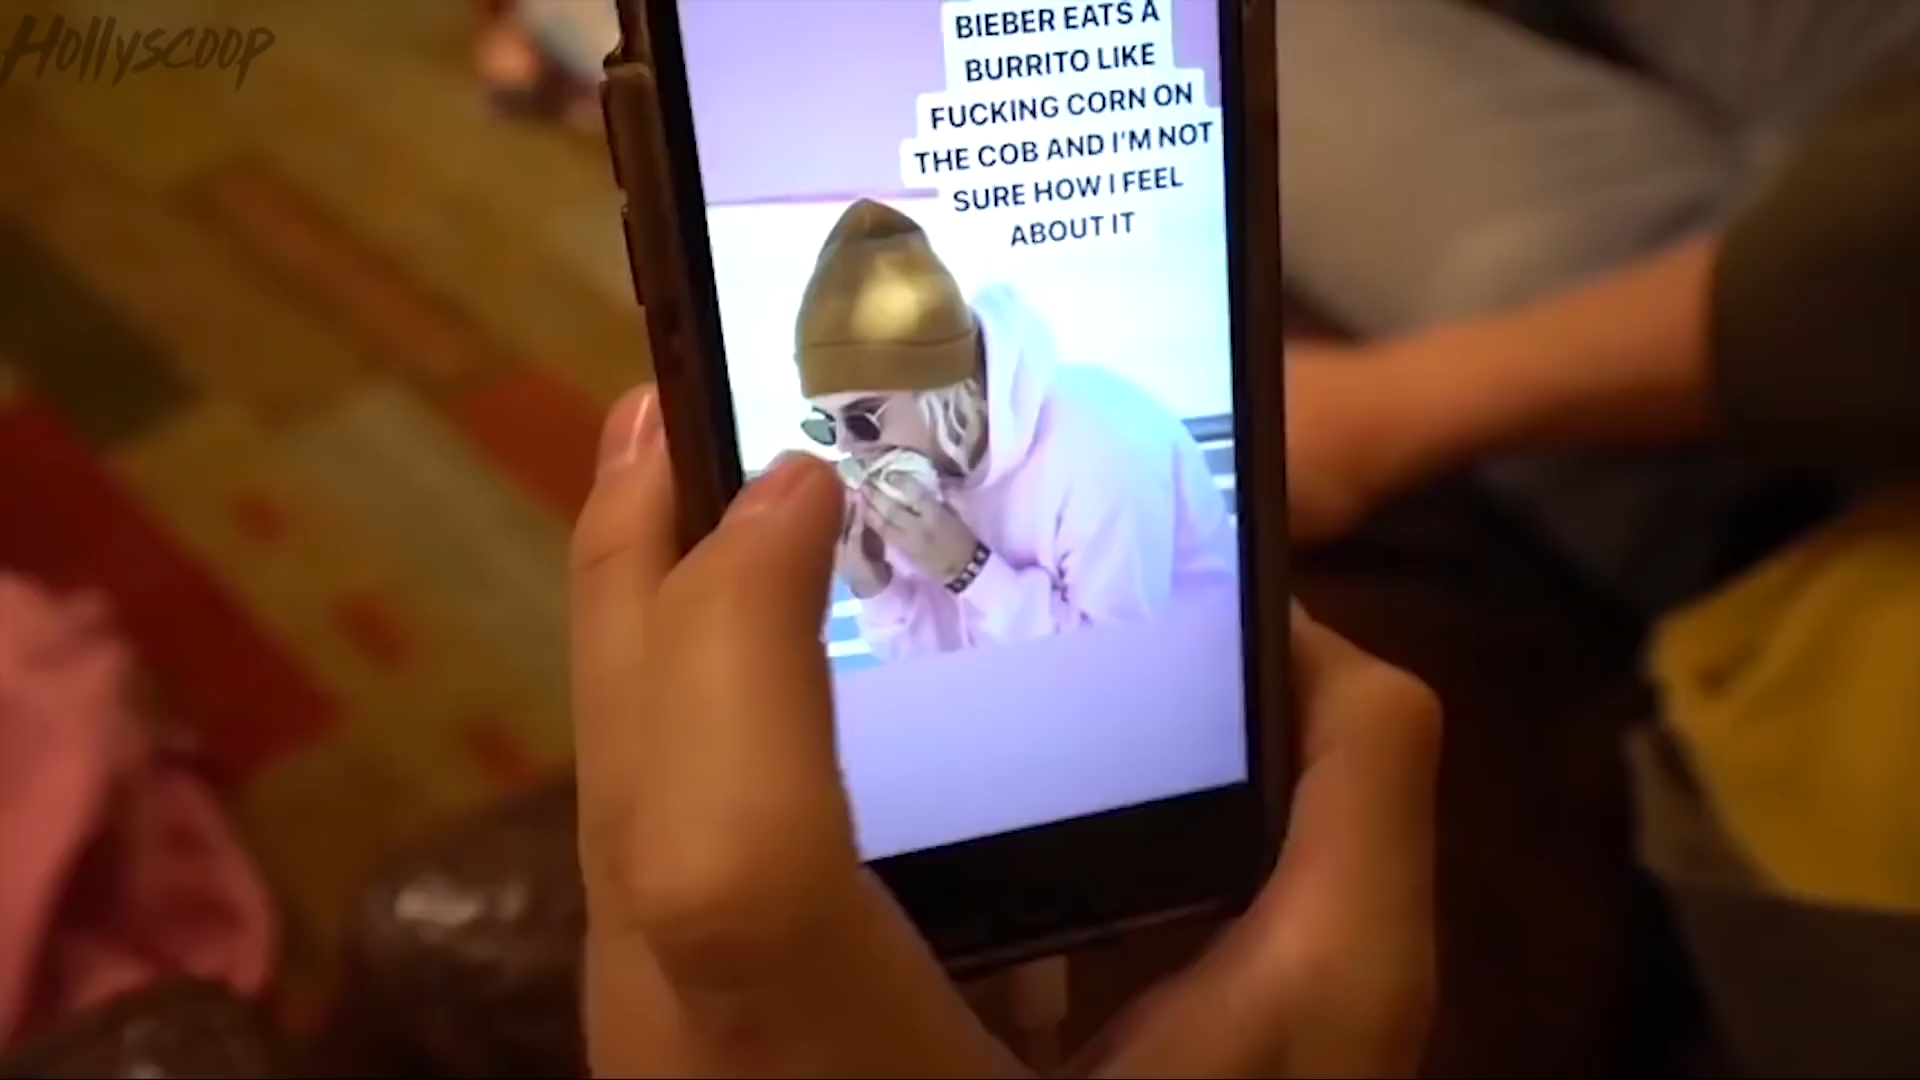 Hollyscoop
BIEBER EATS A
BURRITO LIKE
FUCKING CORN ON
THE COB AND I'M NOT
SURE HOW I FEEL
ABOUT IT